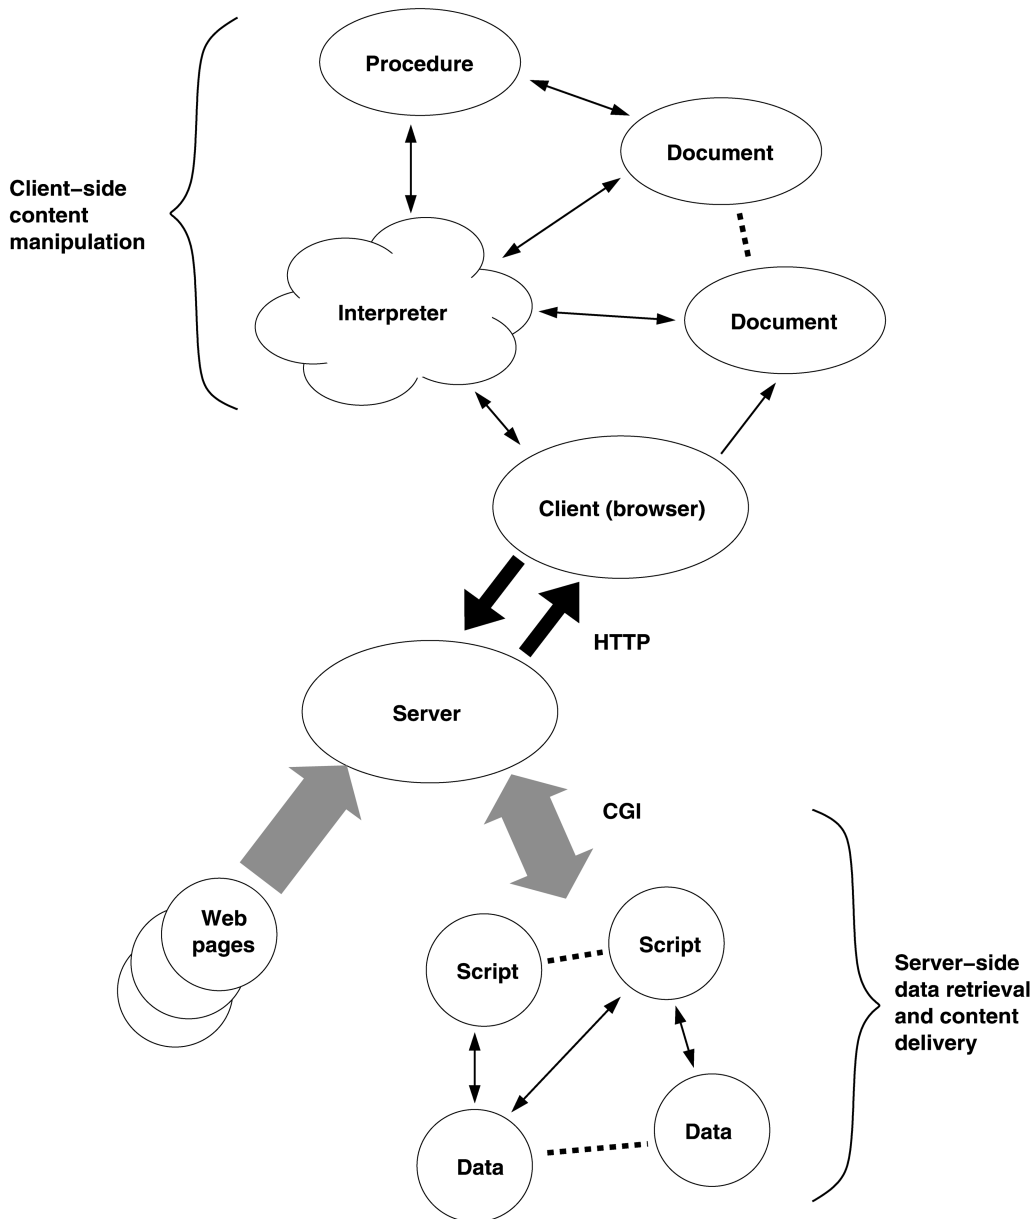 Procedure
Document
Client–side
content
manipulation
Interpreter
Document
Client (browser)
HTTP
Server
CGI
Web
pages
Script
Script
Server–side
data retrieval
and content
delivery
Data
Data